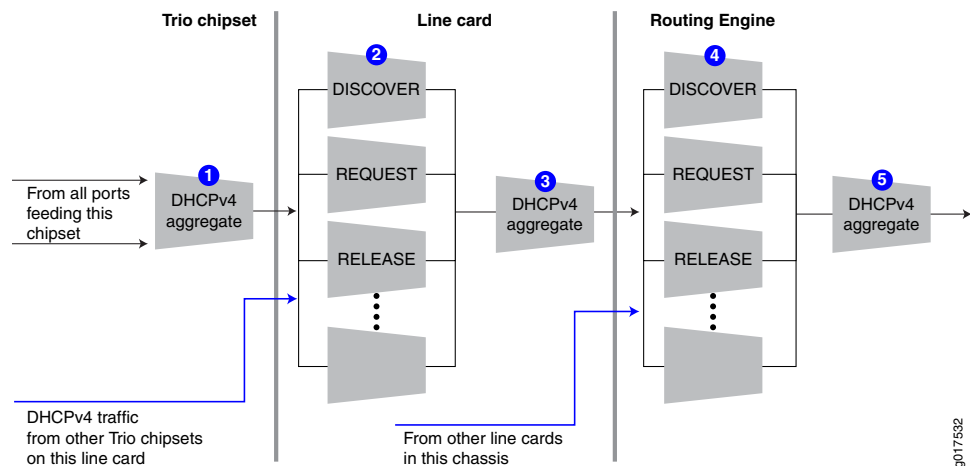 Trio chipset
Line card
Routing Engine
1
DHCPv4
aggregate
From all ports
feeding this
chipset
2
DISCOVER
REQUEST
RELEASE
3
DHCPv4
aggregate
4
DISCOVER
REQUEST
RELEASE
5
DHCPv4
aggregate
DHCPv4 traffic
from other Trio chipsets
on this line card
From other line cards
in this chassis
g017532